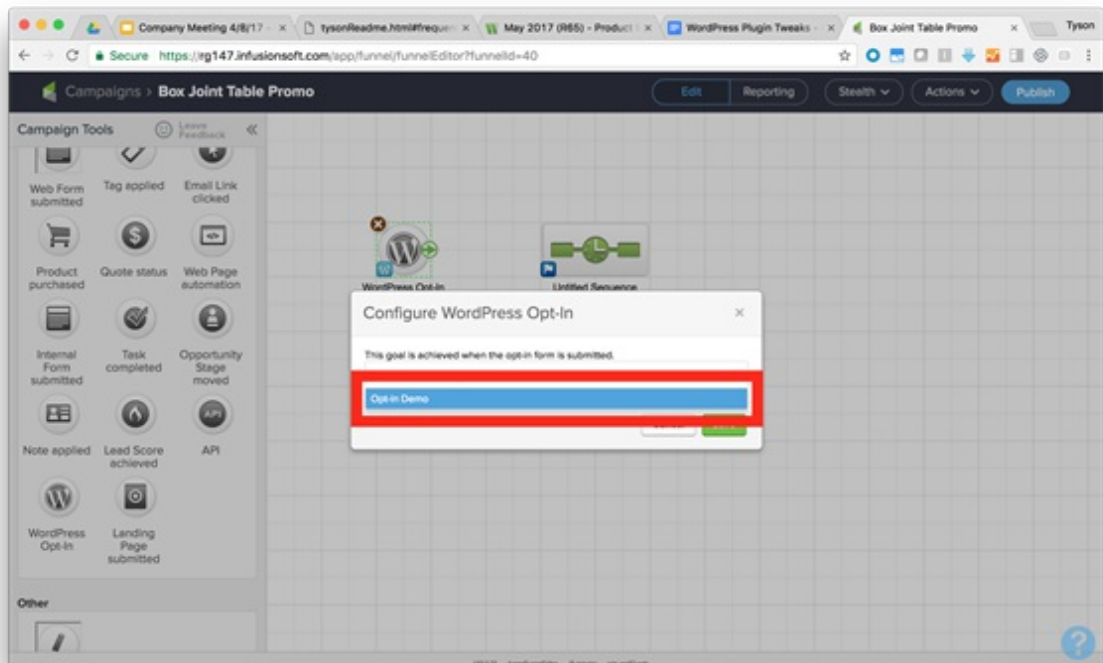 Company Meeting 4/8/17 -
tysonReadme.html#frequen
May 2017 (R65) - Product
WordPress Plugin Tweaks -
Box Joint Table Promo
Tyson
Secure https://rg147.infusionsoft.com/app/funnel/funnelEditor?funnelId=40
Campaigns > Box Joint Table Promo
Edit
Reporting
Stealth
Actions
Publish
Campaign Tools
Leave
Feedback
Web Form
submitted
Tag applied
Email Link
clicked
Product
purchased
Quote status
Web Page
automation
Internal
Form
submitted
Task
completed
Opportunity
Stage
moved
Note applied
Lead Score
achieved
API
API
WordPress
Opt-In
Landing
Page
submitted
Other
WordPress Opt-In
Untitled Sequence
Configure WordPress Opt-In
This goal is achieved when the opt-in form is submitted.
Opt-in Demo